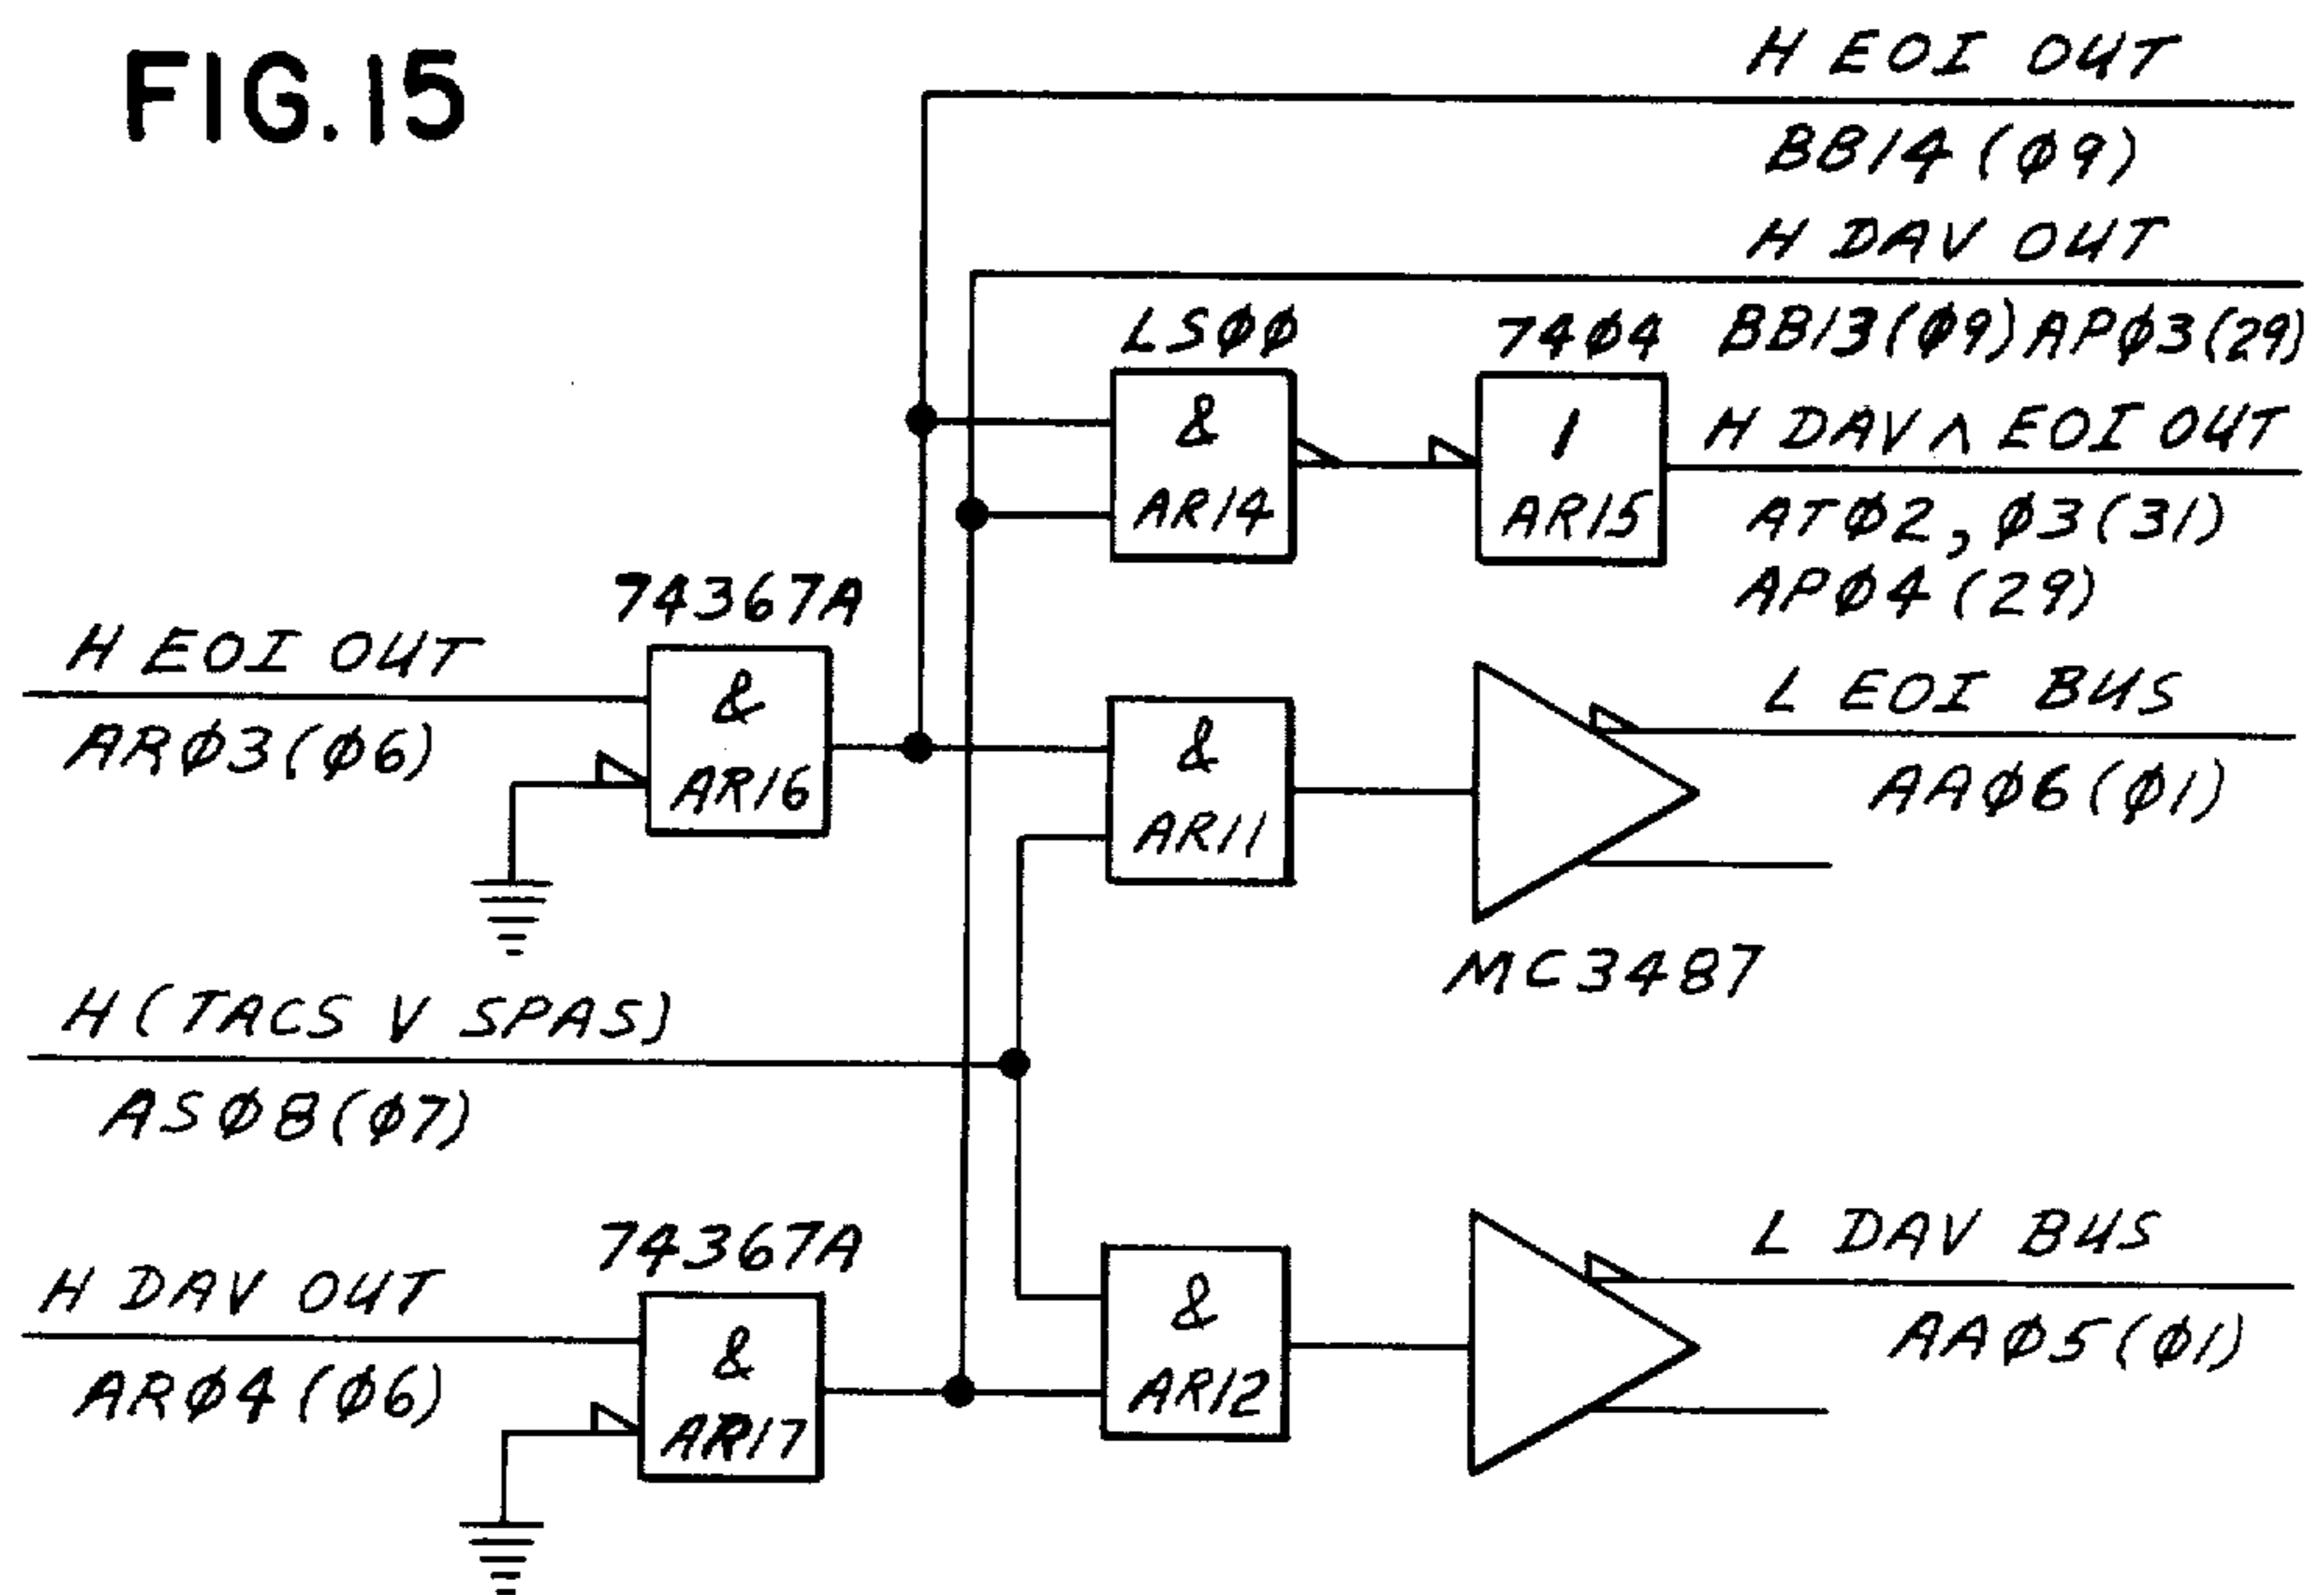 FIG. 15
H EOI OUT
BB14(Ø9)
H DAV OUT
BB13(Ø9)APØ3(29)
LSØØ
&
AR14
74Ø4
1
AR15
H DAV Λ EOI OUT
ATØ2, Ø3(31)
APØ4(29)
74367A
H EOI OUT
ARØ3(Ø6)
&
AR16
&
AR11
L EOI BUS
AAØ6(Ø1)
MC3487
H(TACS V SPAS)
ASØ8(Ø7)
74367A
H DAV OUT
ARØ4(Ø6)
&
AR17
&
AR12
L DAV BUS
AAØ5(Ø1)